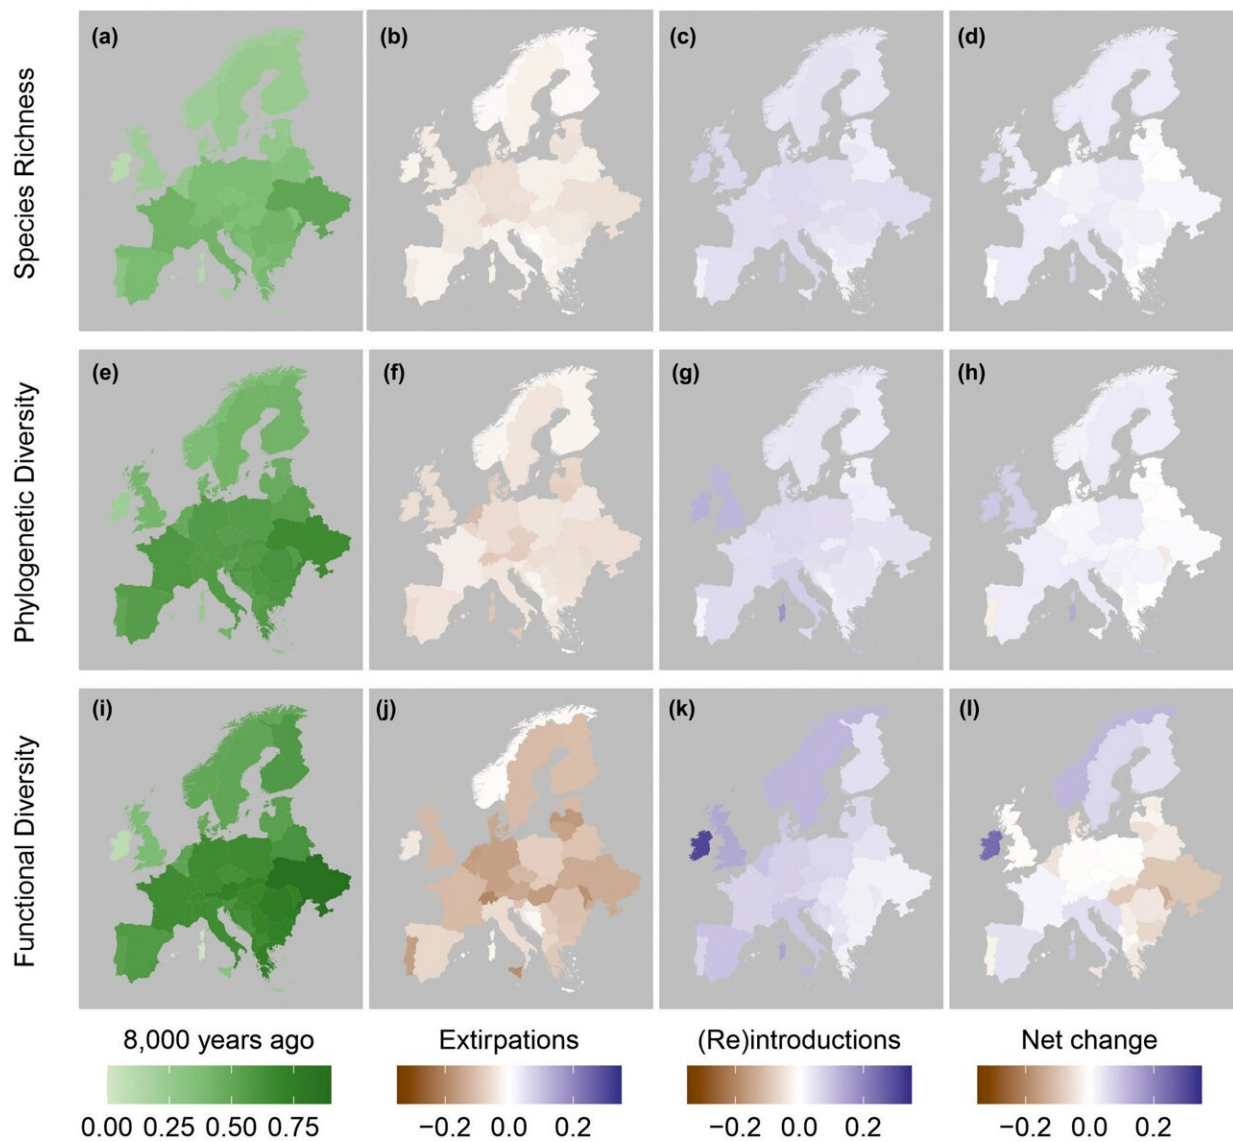 Species Richness
(a)
(b)
(c)
(d)
Phylogenetic Diversity
(e)
(f)
(g)
(h)
Functional Diversity
(i)
(j)
(k)
(l)
8,000 years ago
0.00 0.25 0.50 0.75
Extirpations
−0.2 0.0 0.2
(Re)introductions
−0.2 0.0 0.2
Net change
−0.2 0.0 0.2